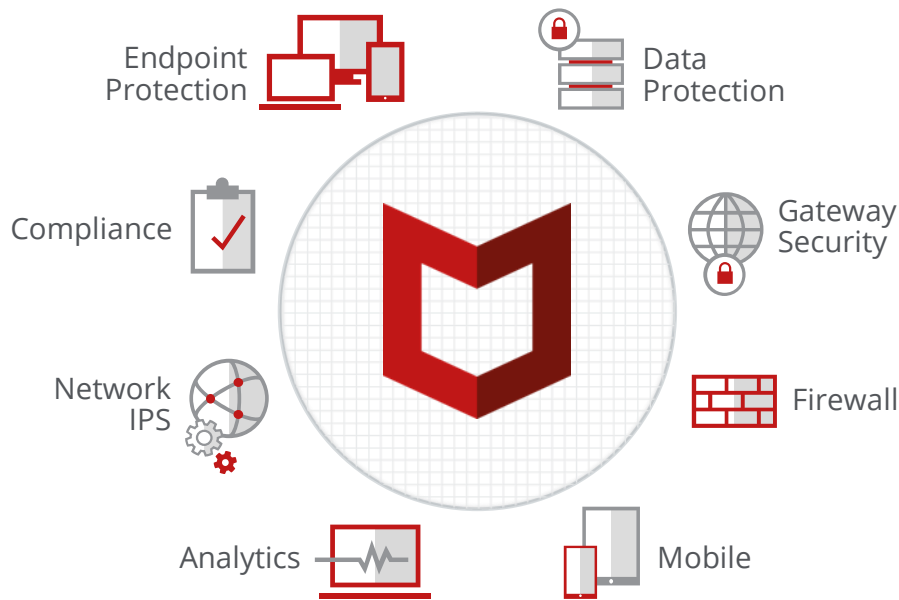 Endpoint
Protection
Data
Protection
Compliance
Gateway
Security
Network
IPS
Firewall
Analytics
Mobile